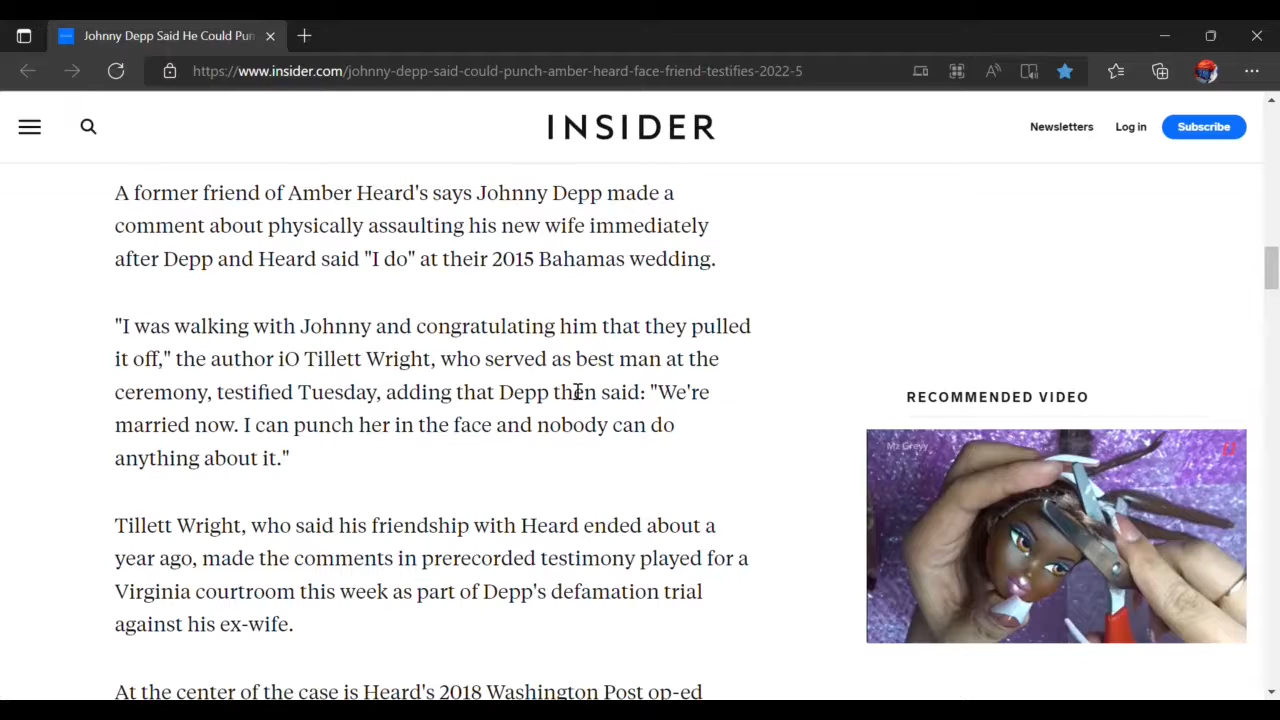 Johnny Depp Said He Could Pun
https://www.insider.com/johnny-depp-said-could-punch-amber-heard-face-friend-testifies-2022-5
INSIDER
Newsletters
Log in
Subscribe
A former friend of Amber Heard's says Johnny Depp made a
comment about physically assaulting his new wife immediately
after Depp and Heard said "I do" at their 2015 Bahamas wedding.
"I was walking with Johnny and congratulating him that they pulled
it off," the author iO Tillett Wright, who served as best man at the
ceremony, testified Tuesday, adding that Depp then said: "We're
married now. I can punch her in the face and nobody can do
anything about it."
Tillett Wright, who said his friendship with Heard ended about a
year ago, made the comments in prerecorded testimony played for a
Virginia courtroom this week as part of Depp's defamation trial
against his ex-wife.
At the center of the case is Heard's 2018 Washington Post op-ed
RECOMMENDED VIDEO
Mz Greyy